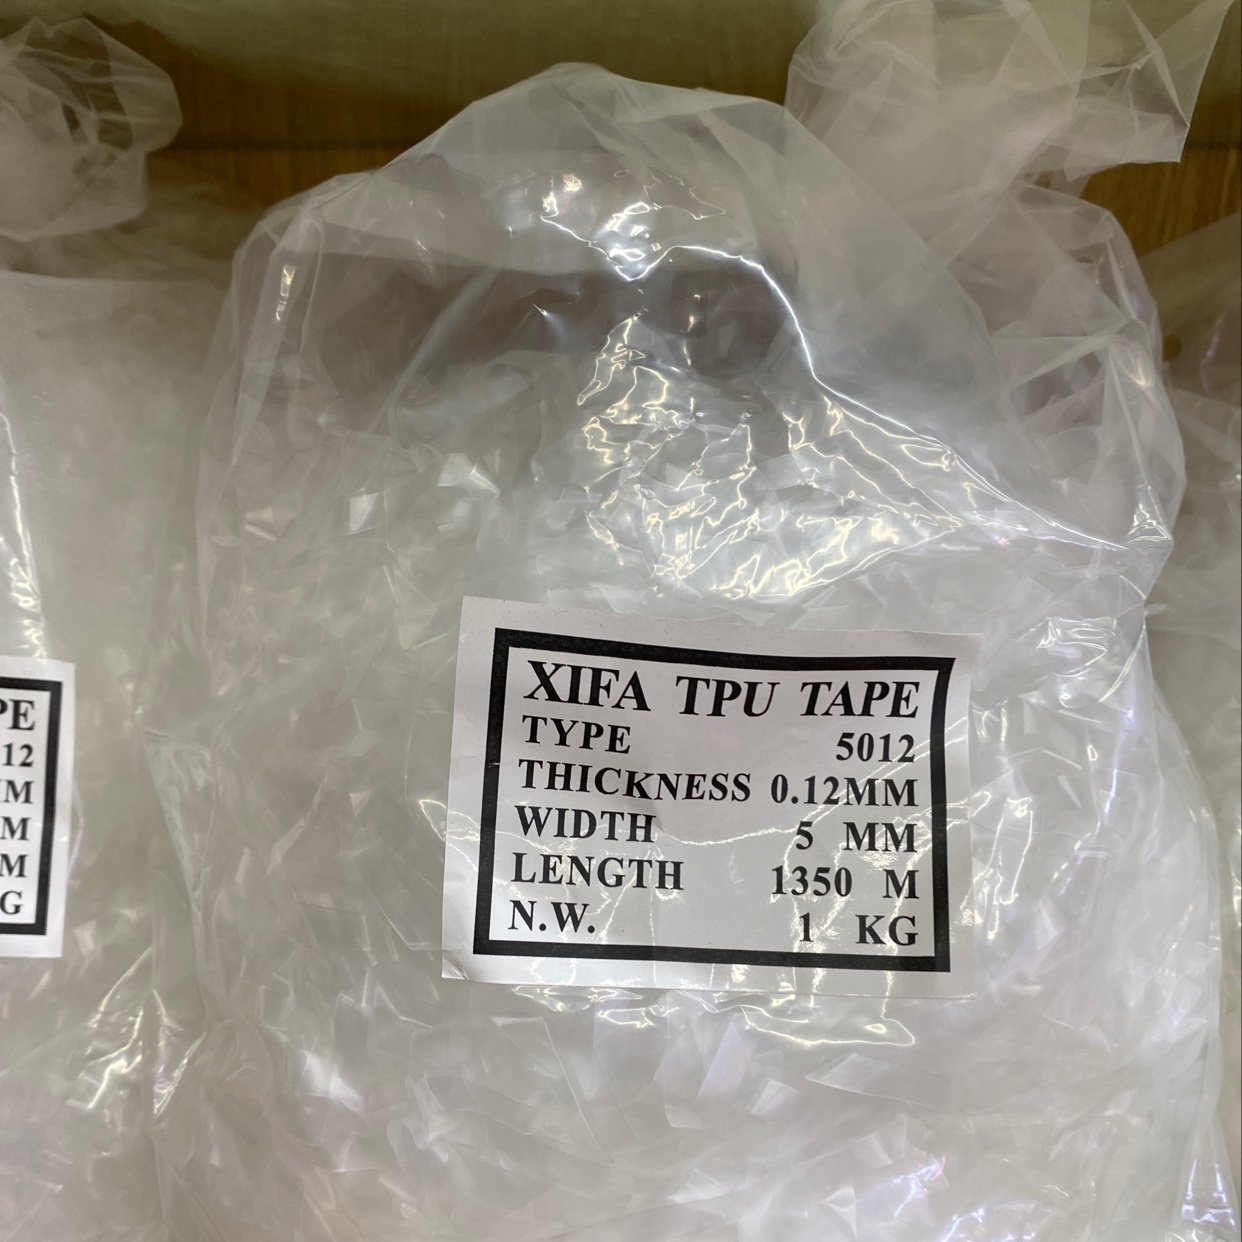 XIFA TPU TAPE
TYPE 5012
THICKNESS 0.12MM
WIDTH 5 MM
LENGTH 1350 M
N.W. 1 KG
PE
12
M
M
M
G